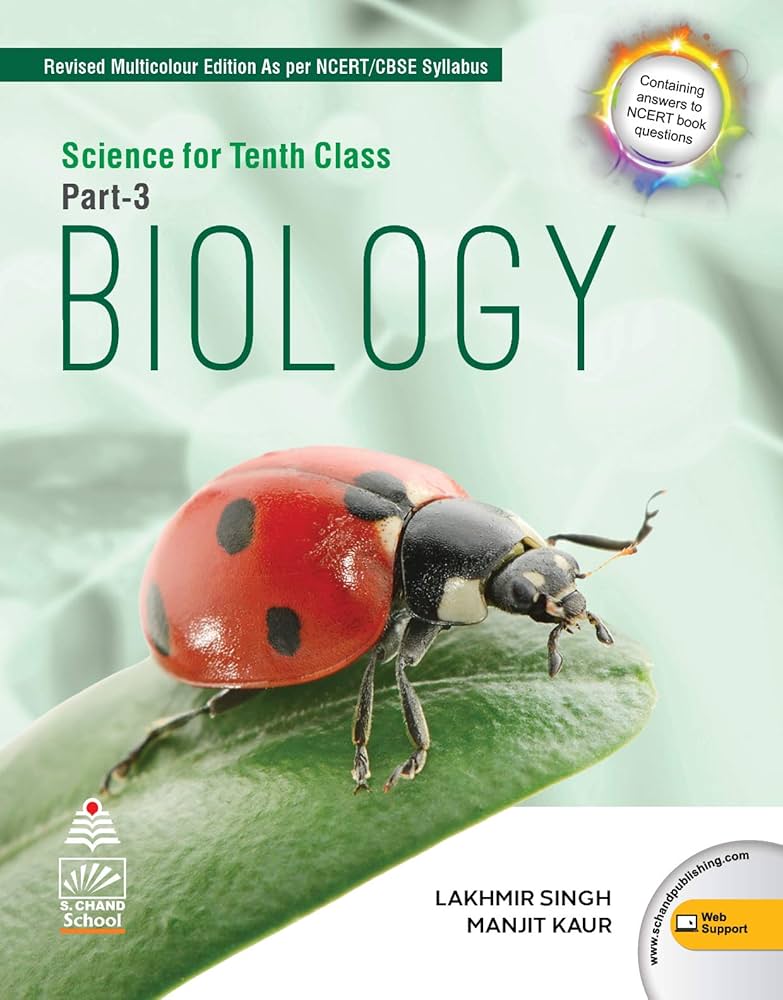 Revised Multicolour Edition As per NCERT/CBSE Syllabus
Containing
answers to
NCERT book
questions
Science for Tenth Class
Part-3
BIOLOGY
S. CHAND
School
LAKHMIR SINGH
MANJIT KAUR
www.schandpublishing.com
Web
Support